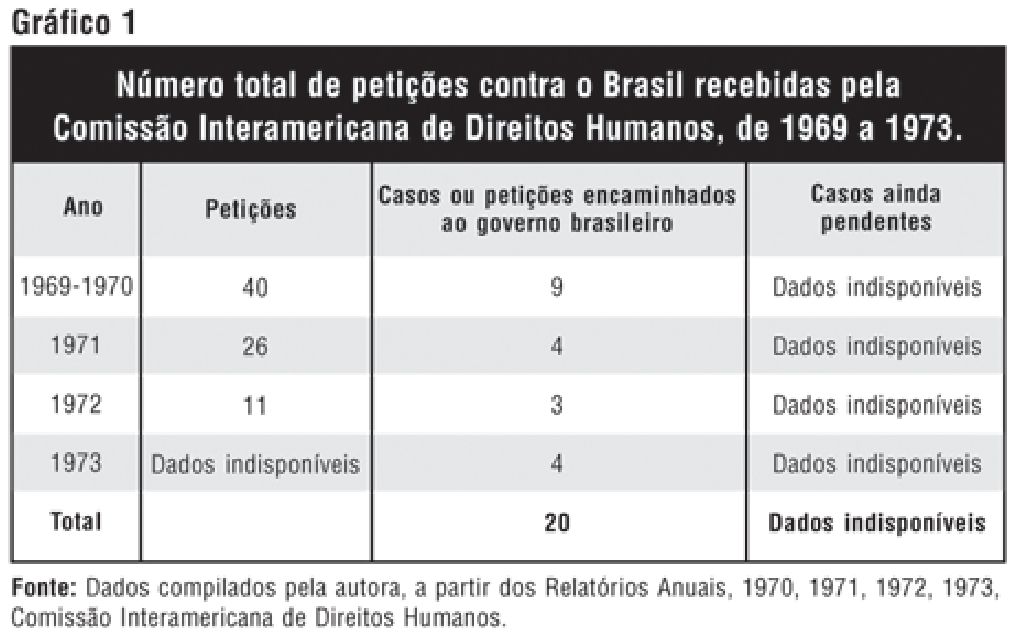 Gráfico 1
Número total de petições contra o Brasil recebidas pela
Comissão Interamericana de Direitos Humanos, de 1969 a 1973.
Ano Petições Casos ou petições encaminhados ao governo brasileiro Casos ainda pendentes
1969-1970 40 9 Dados indisponíveis
1971 26 4 Dados indisponíveis
1972 11 3 Dados indisponíveis
1973 Dados indisponíveis 4 Dados indisponíveis
Total 20 Dados indisponíveis
Fonte: Dados compilados pela autora, a partir dos Relatórios Anuais, 1970, 1971, 1972, 1973,
Comissão Interamericana de Direitos Humanos.